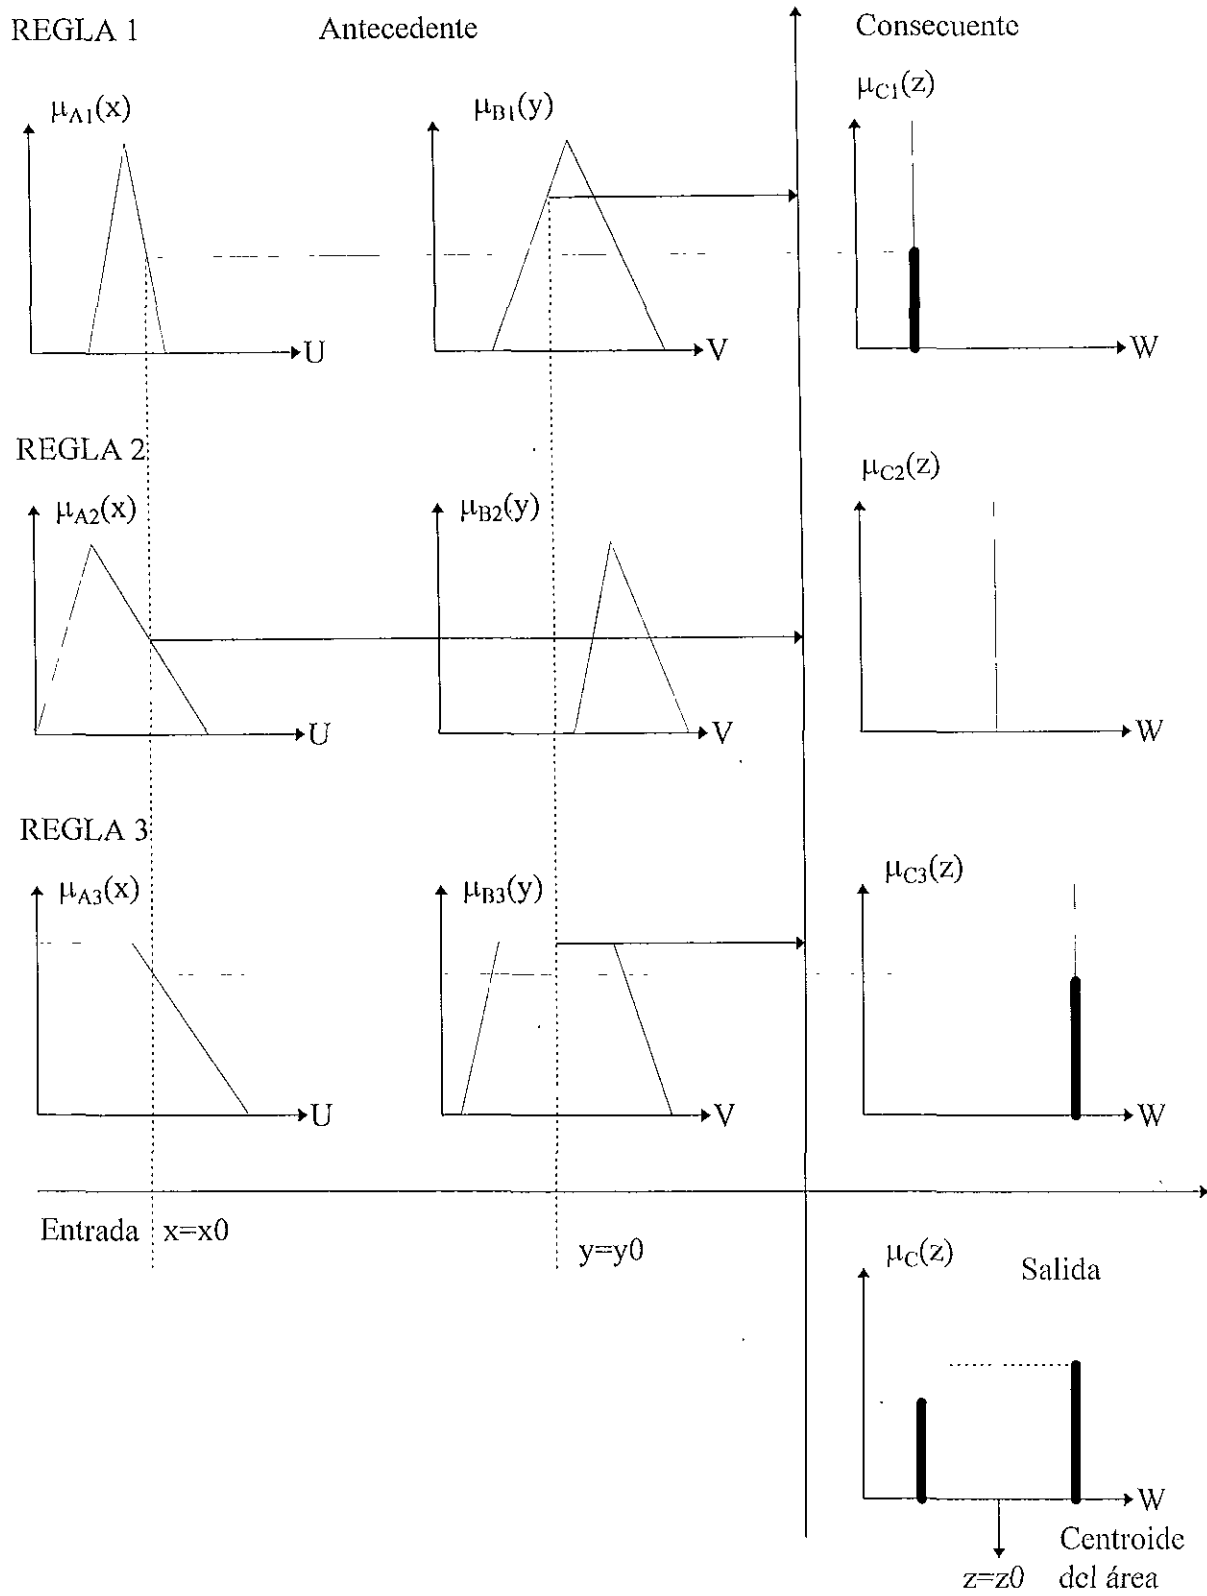 REGLA 1
Antecedente
Consecuente
μA1(x)
μB1(y)
μC1(z)
U
V
W
REGLA 2
μA2(x)
μB2(y)
μC2(z)
U
V
W
REGLA 3
μA3(x)
μB3(y)
μC3(z)
U
V
W
Entrada
x=x0
y=y0
μC(z)
Salida
W
z=z0
Centroide
del área